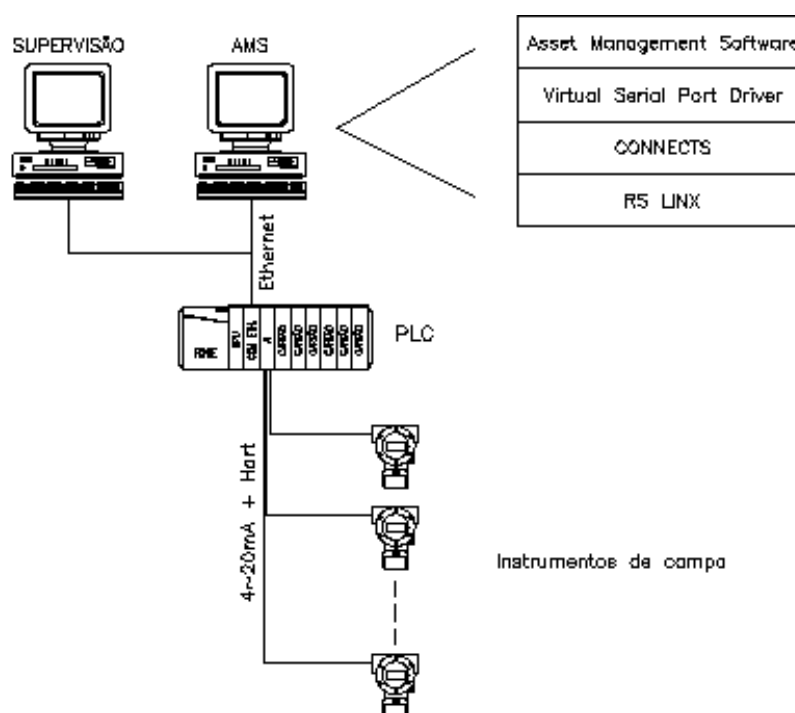 SUPERVISÃO
AMS
Asset Management Software
Virtual Serial Port Driver
CONNECTS
RS LINX
Ethernet
PLC
4~20mA + Hart
Instrumentos de campo